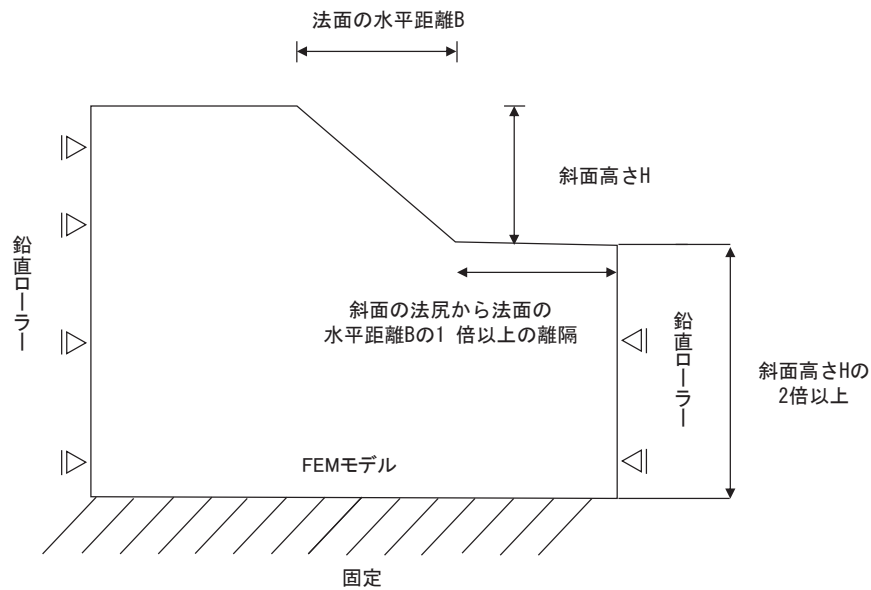 法面の水平距離B
斜面高さH
鉛直ローラー
斜面の法尻から法面の
水平距離Bの1 倍以上の離隔
鉛直ローラー
斜面高さHの
2倍以上
FEMモデル
固定